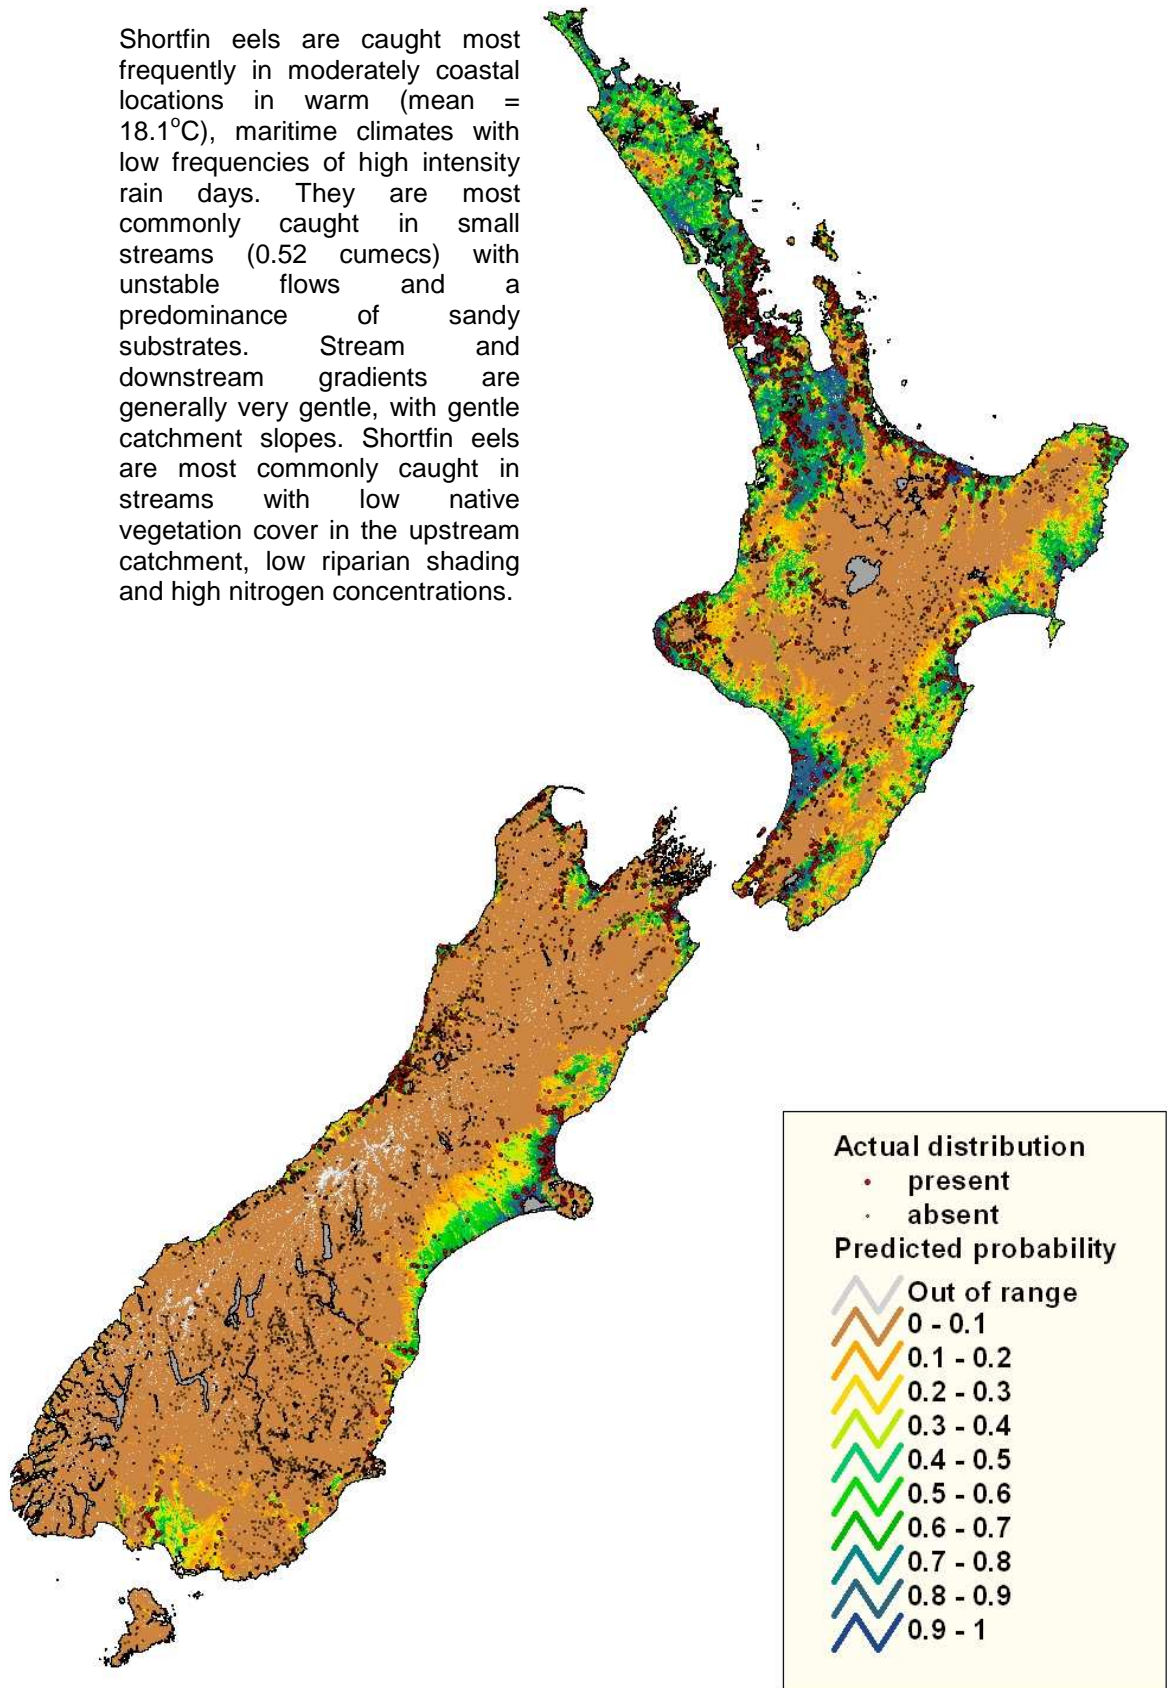 Shortfin eels are caught most
frequently in moderately coastal
locations in warm (mean =
18.1°C), maritime climates with
low frequencies of high intensity
rain days. They are most
commonly caught in small
streams (0.52 cumecs) with
unstable flows and a
predominance of sandy
substrates. Stream and
downstream gradients are
generally very gentle, with gentle
catchment slopes. Shortfin eels
are most commonly caught in
streams with low native
vegetation cover in the upstream
catchment, low riparian shading
and high nitrogen concentrations.
Actual distribution
present
absent
Predicted probability
Out of range
0 - 0.1
0.1 - 0.2
0.2 - 0.3
0.3 - 0.4
0.4 - 0.5
0.5 - 0.6
0.6 - 0.7
0.7 - 0.8
0.8 - 0.9
0.9 - 1